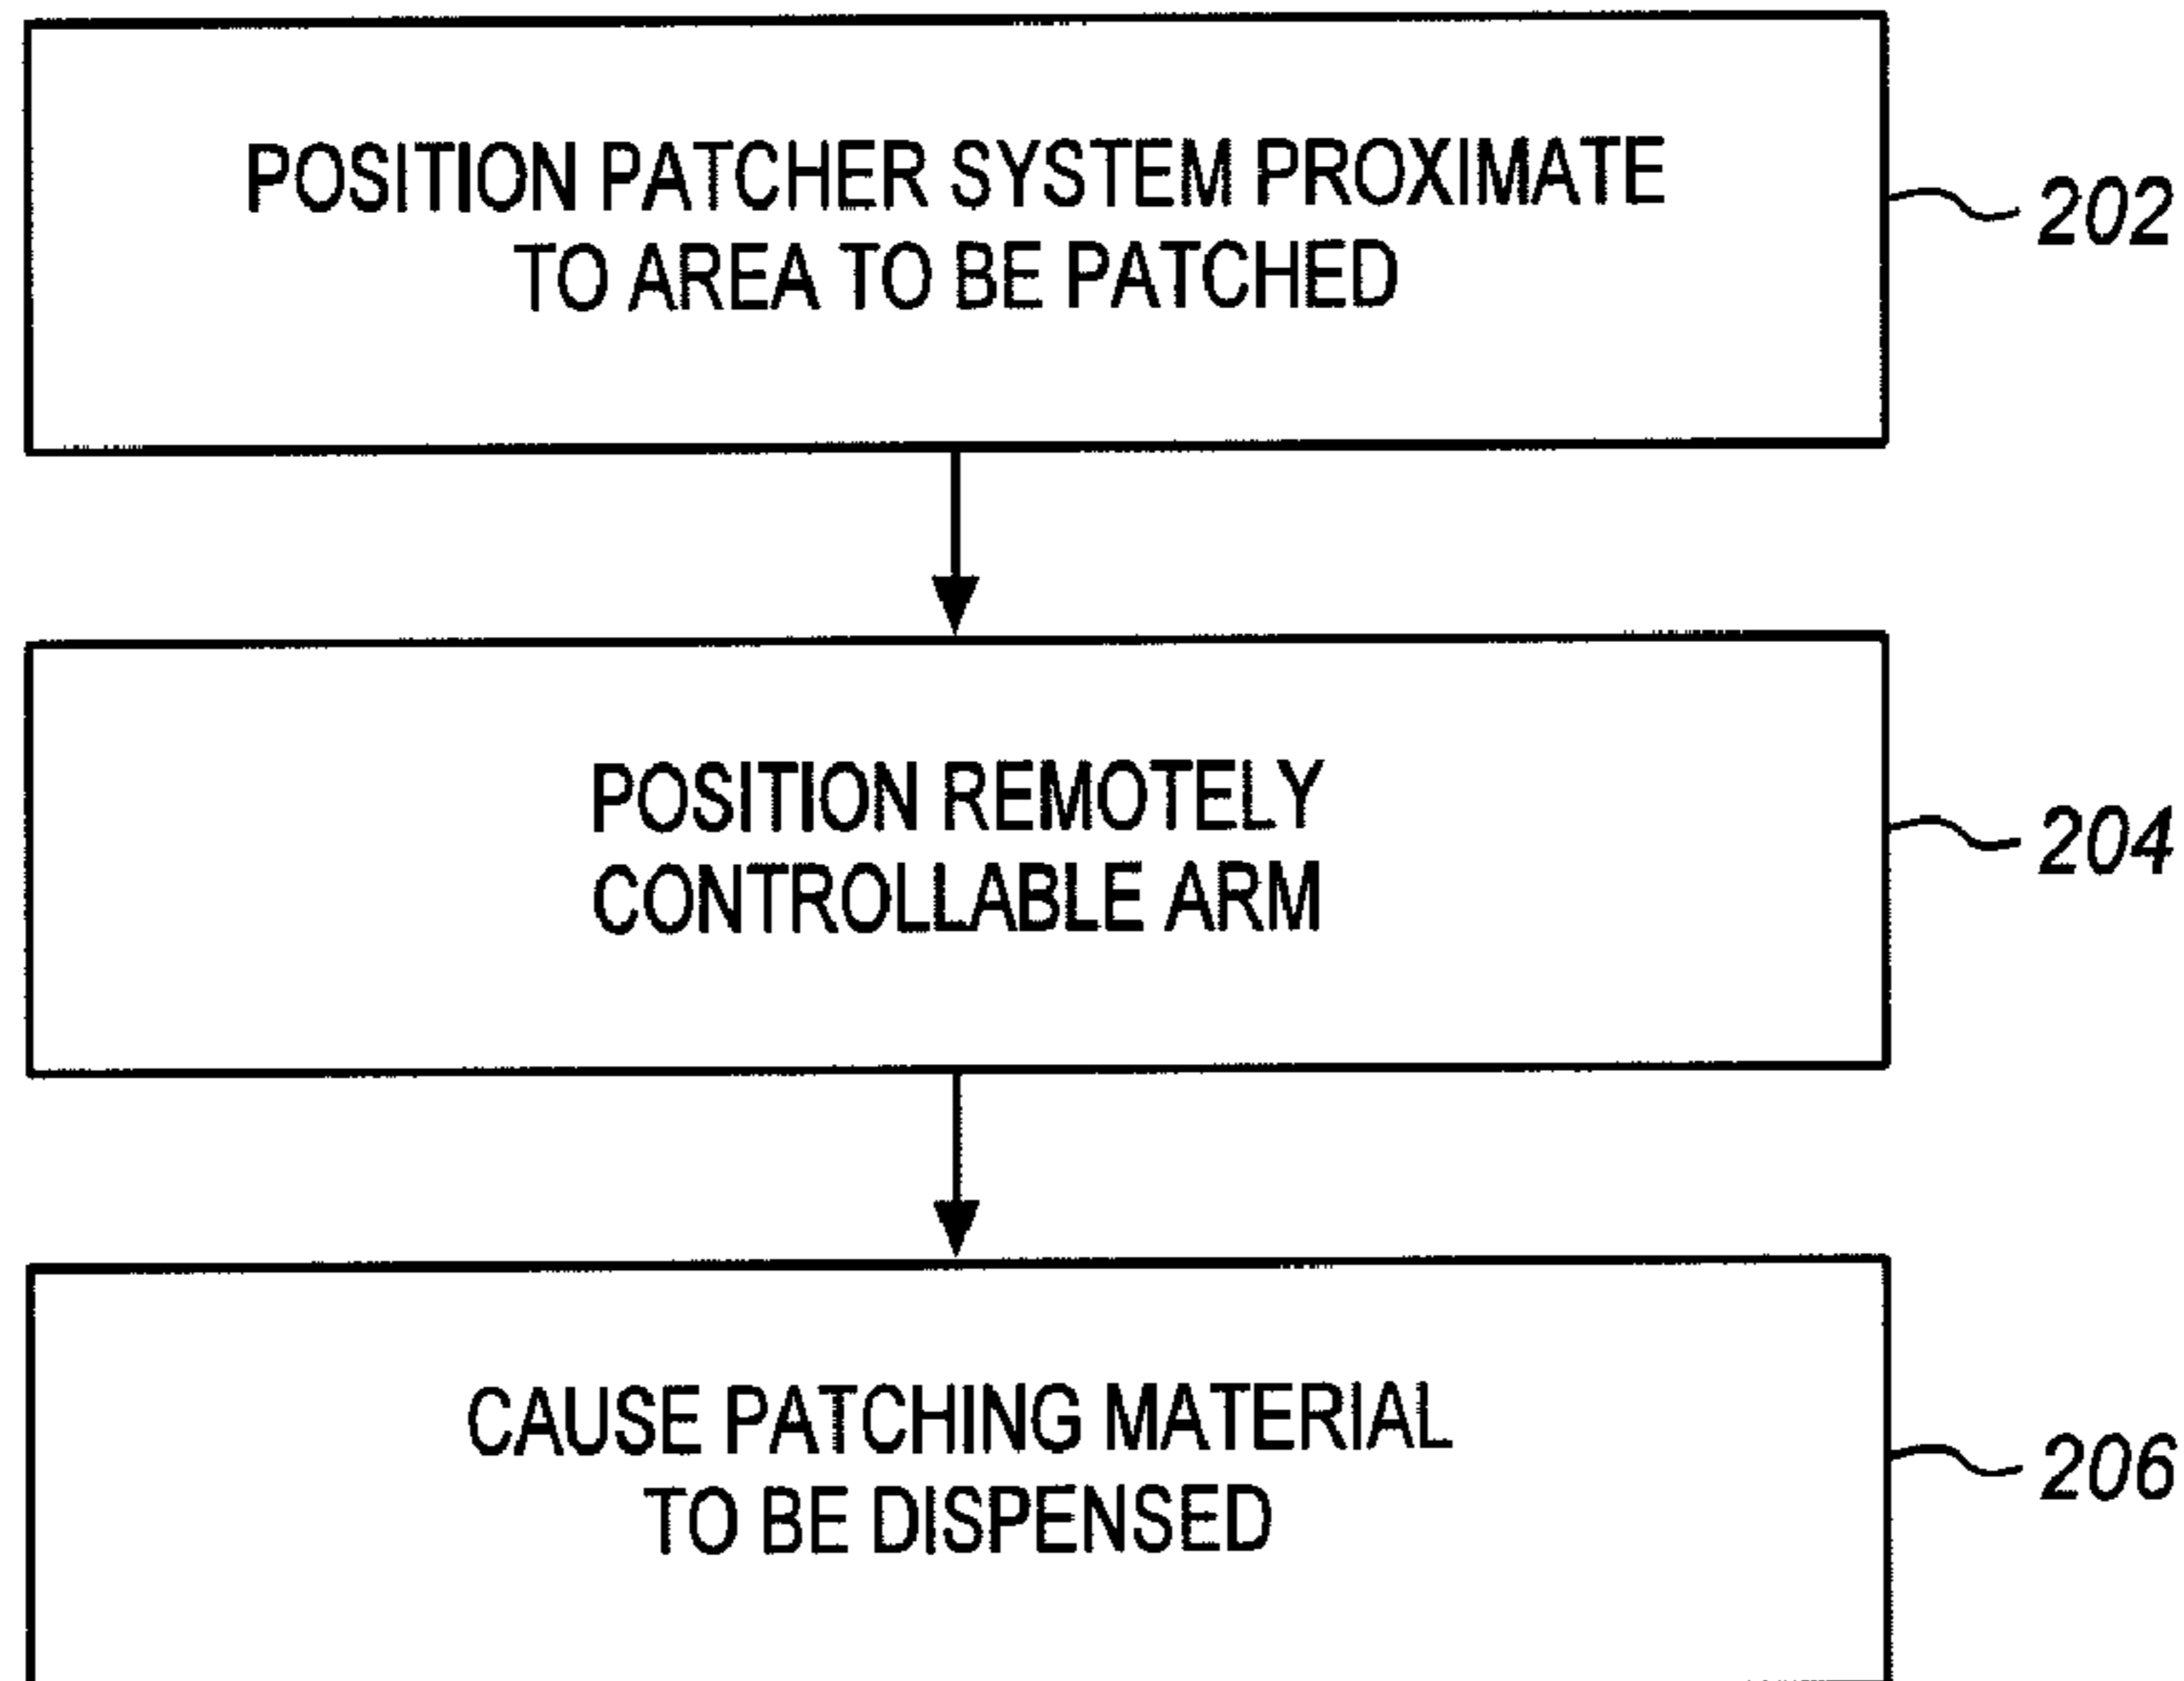 POSITION PATCHER SYSTEM PROXIMATE
TO AREA TO BE PATCHED
202
POSITION REMOTELY
CONTROLLABLE ARM
204
CAUSE PATCHING MATERIAL
TO BE DISPENSED
206